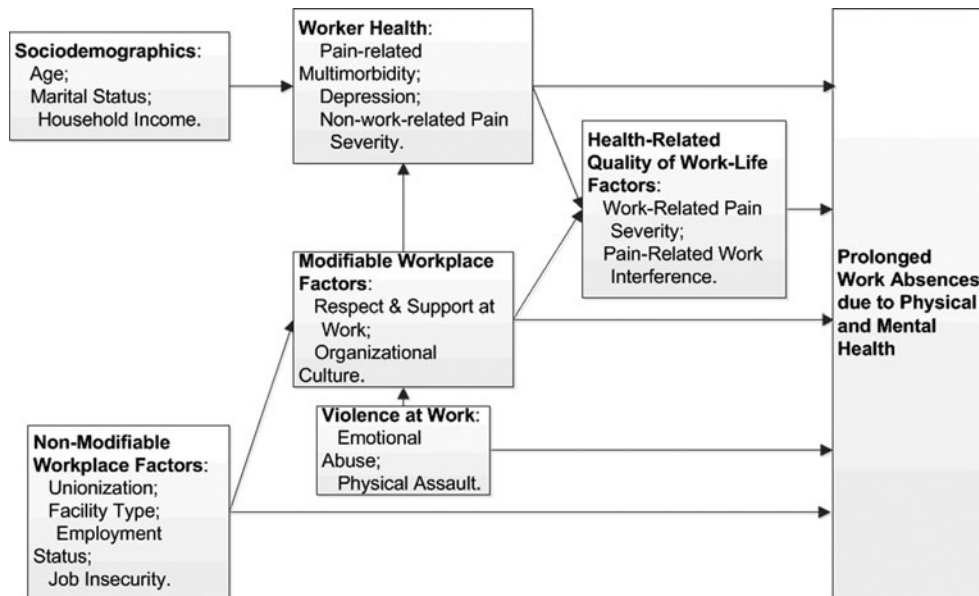 Sociodemographics:
Age;
Marital Status;
Household Income.
Worker Health:
Pain-related
Multimorbidity;
Depression;
Non-work-related Pain
Severity.
Health-Related
Quality of Work-Life
Factors:
Work-Related Pain
Severity;
Pain-Related Work
Interference.
Modifiable Workplace
Factors:
Respect & Support at
Work;
Organizational
Culture.
Violence at Work:
Emotional
Abuse;
Physical Assault.
Non-Modifiable
Workplace Factors:
Unionization;
Facility Type;
Employment
Status;
Job Insecurity.
Prolonged
Work Absences
due to Physical
and Mental
Health